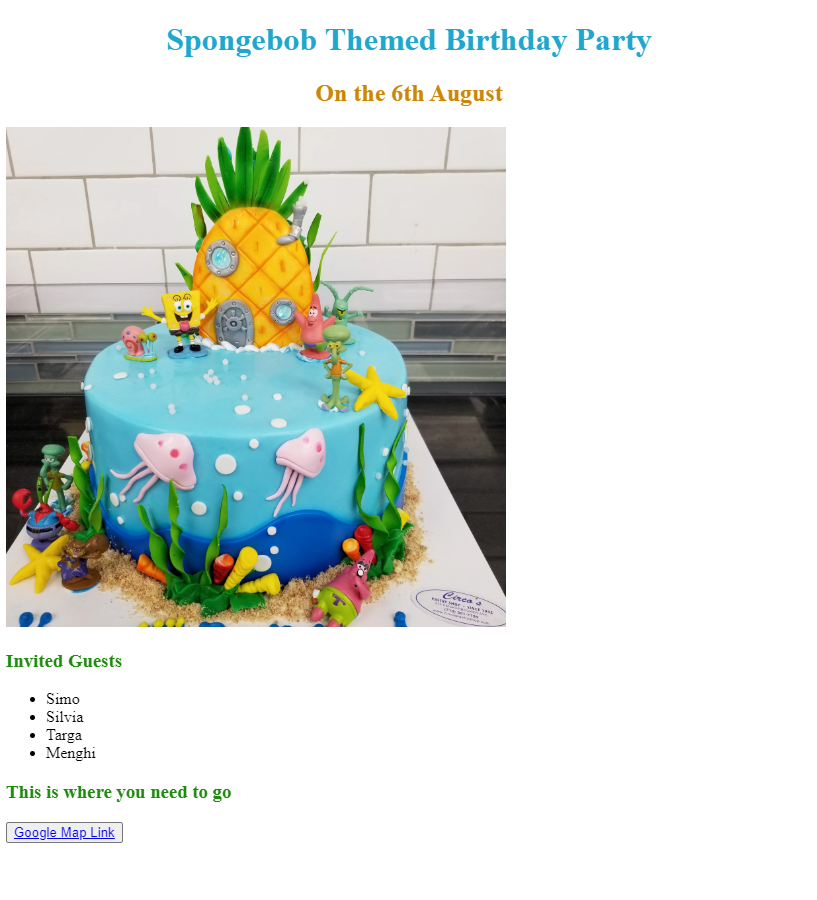 Spongebob Themed Birthday Party
On the 6th August
Circo's
Invited Guests
Simo
Silvia
Targa
Menghi
This is where you need to go
Google Map Link